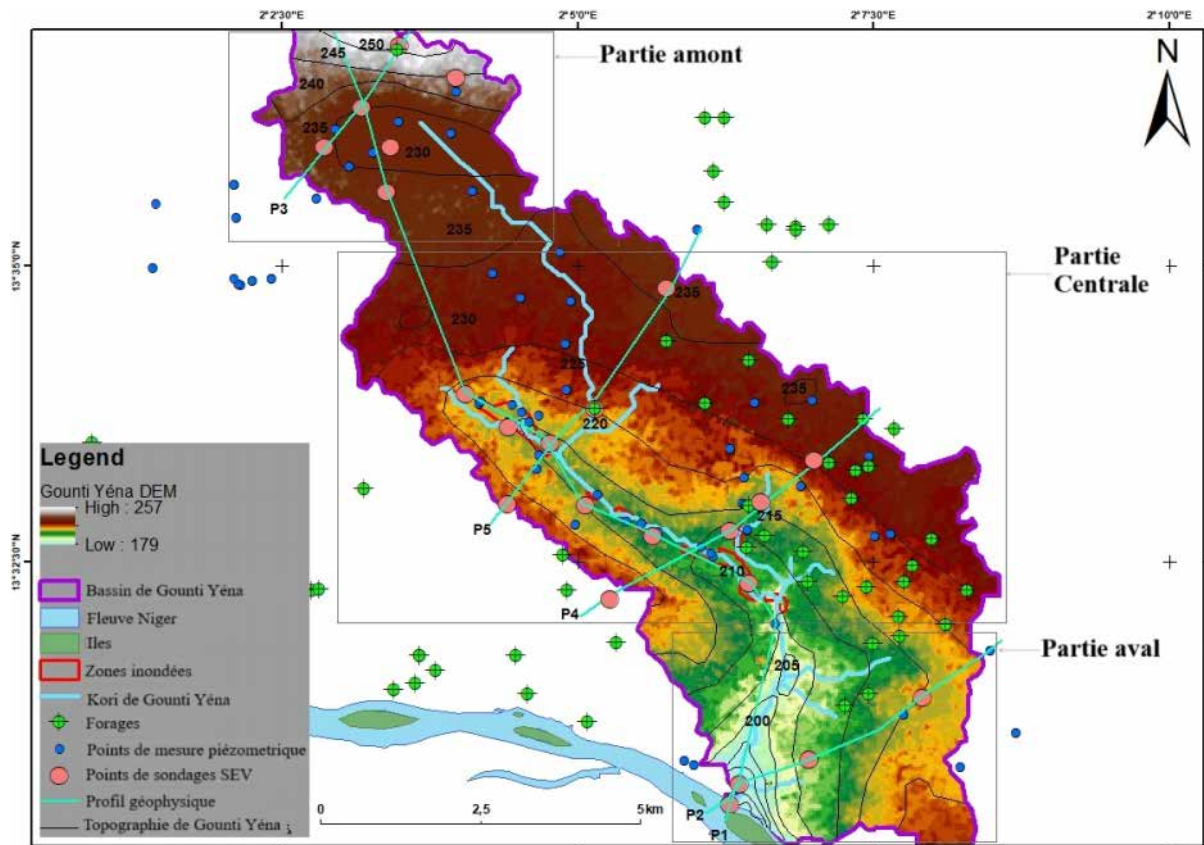 2°2'30"E
2°5'0"E
2°7'30"E
2°10'0"E
250
245
Partie amont
N
240
235
230
P3
235
13°35'0"N
Partie
Centrale
235
230
225
235
220
Legend
Gounti Yéna DEM
High : 257
Low : 179
P5
215
13°32'30"N
210
Bassin de Gounti Yéna
P4
Fleuve Niger
Iles
Partie aval
Zones inondées
205
Kori de Gounti Yéna
Forages
200
Points de mesure piézometrique
Points de sondages SEV
Profil géophysique
0
2,5
5km
P2
Topographie de Gounti Yéna
P1